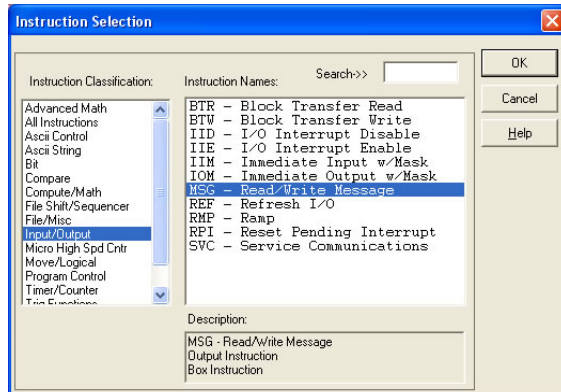 Instruction Selection
Instruction Classification:
Advanced Math
All Instructions
Ascii Control
Ascii String
Bit
Compare
Compute/Math
File Shift/Sequencer
File/Misc
Input/Output
Micro High Spd Cntr
Move/Logical
Program Control
Timer/Counter
Trig Functions
Instruction Names:
Search->>
BTR - Block Transfer Read
BTW - Block Transfer Write
IID - I/O Interrupt Disable
IIE - I/O Interrupt Enable
IIM - Immediate Input w/Mask
IOM - Immediate Output w/Mask
MSG - Read/Write Message
REF - Refresh I/O
RMP - Ramp
RPI - Reset Pending Interrupt
SVC - Service Communications
Description:
MSG - Read/Write Message
Output Instruction
Box Instruction
OK
Cancel
Help